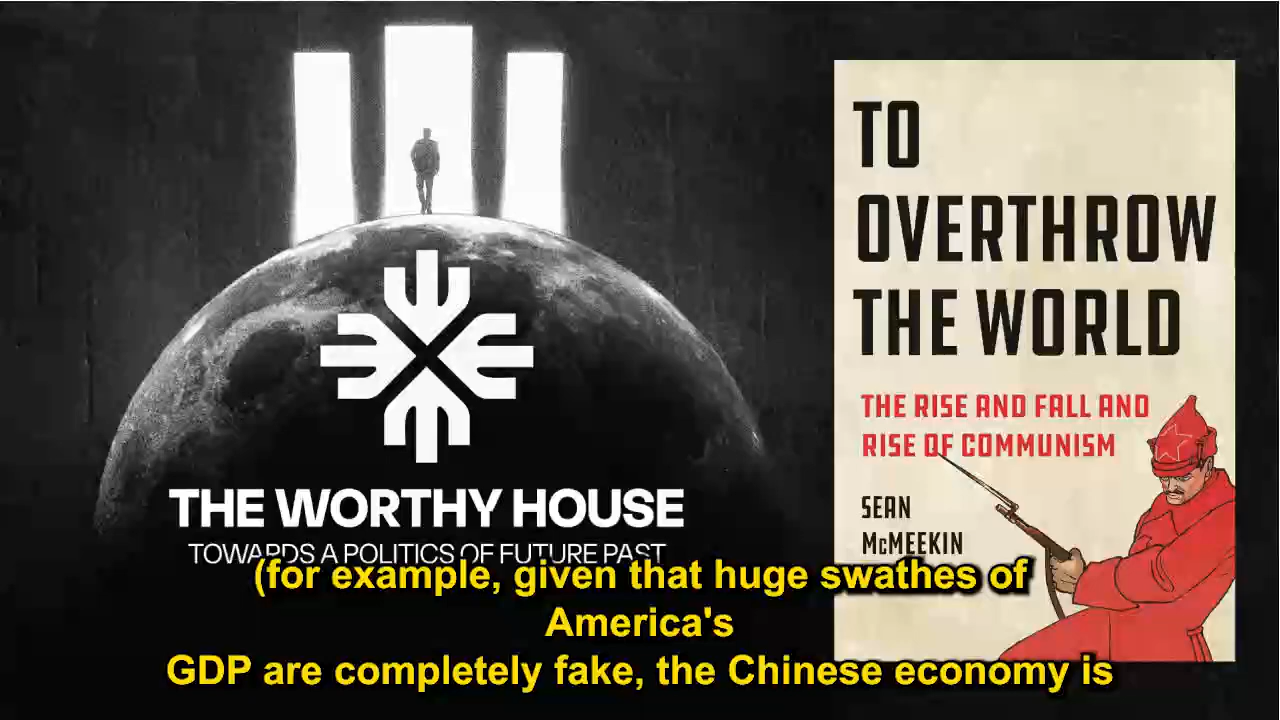 THE WORTHY HOUSE
TOWARDS A POLITICS OF FUTURE PAST
TO
OVERTHROW
THE WORLD
THE RISE AND FALL AND
RISE OF COMMUNISM
SEAN
McMEEKIN
(for example, given that huge swathes of
America's
GDP are completely fake, the Chinese economy is